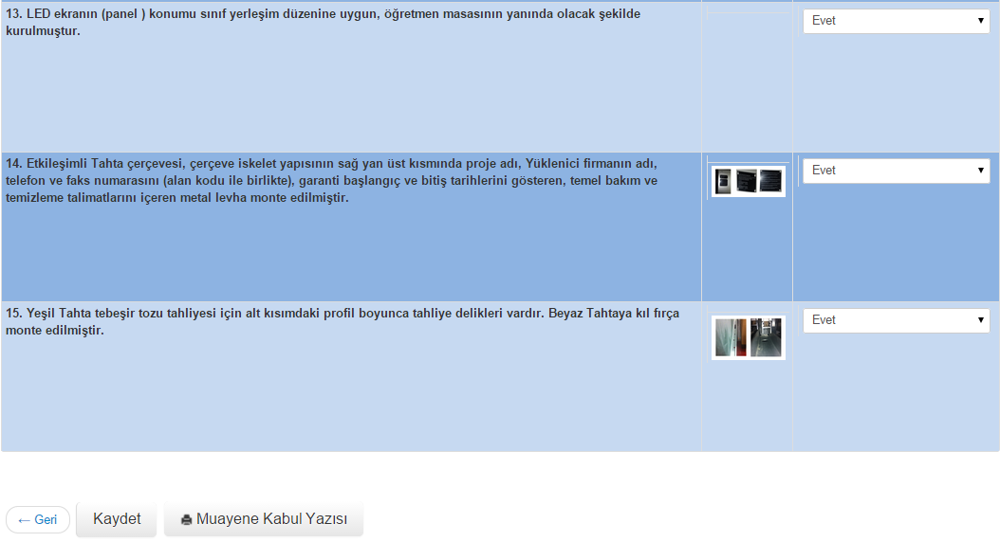 13. LED ekranın (panel ) konumu sınıf yerleşim düzenine uygun, öğretmen masasının yanında olacak şekilde
kurulmuştur.
Evet
14. Etkileşimli Tahta çerçevesi, çerçeve iskelet yapısının sağ yan üst kısmında proje adı, Yüklenici firmanın adı,
telefon ve faks numarasını (alan kodu ile birlikte), garanti başlangıç ve bitiş tarihlerini gösteren, temel bakım ve
temizleme talimatlarını içeren metal levha monte edilmiştir.
Evet
15. Yeşil Tahta tebeşir tozu tahliyesi için alt kısımdaki profil boyunca tahliye delikleri vardır. Beyaz Tahtaya kıl fırça
monte edilmiştir.
Evet
← Geri
Kaydet
Muayene Kabul Yazısı